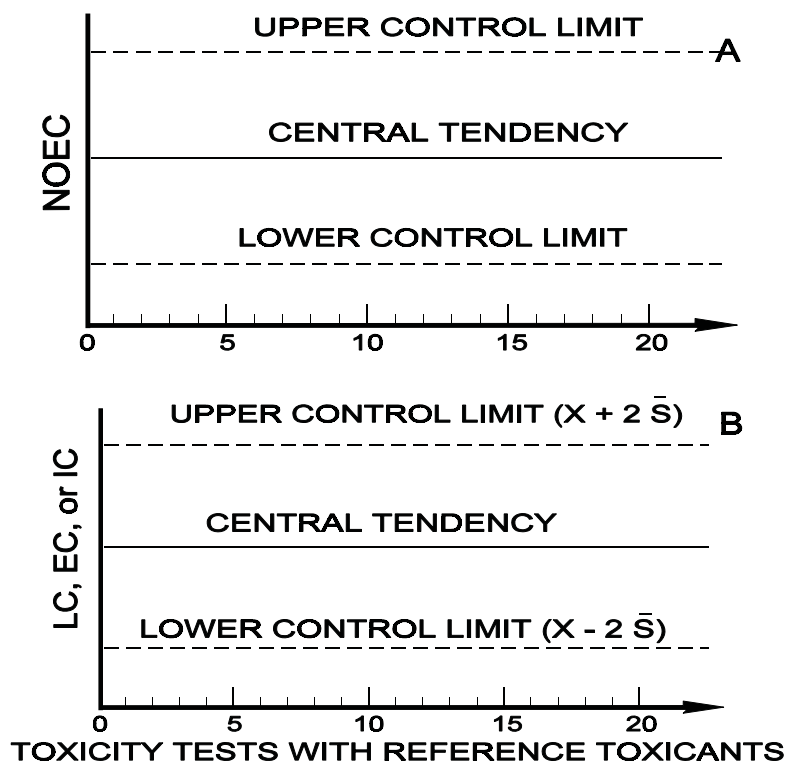 UPPER CONTROL LIMIT
A
CENTRAL TENDENCY
NOEC
LOWER CONTROL LIMIT
0 5 10 15 20
UPPER CONTROL LIMIT (X + 2 S̅)
B
LC, EC, or IC
CENTRAL TENDENCY
LOWER CONTROL LIMIT (X - 2 S̅)
0 5 10 15 20
TOXICITY TESTS WITH REFERENCE TOXICANTS